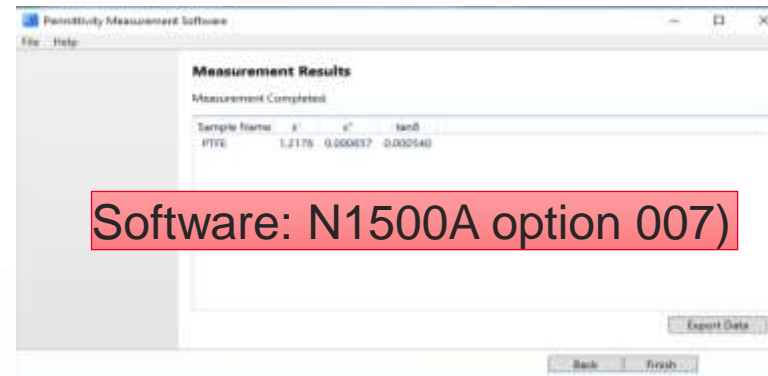 Permittivity Measurement Software
File Help
Measurement Results
Measurement Completed
Sample Name ε' ε" tanδ
PTFE 1.2176 0.000657 0.000540
Software: N1500A option 007)
Export Data
Back Finish